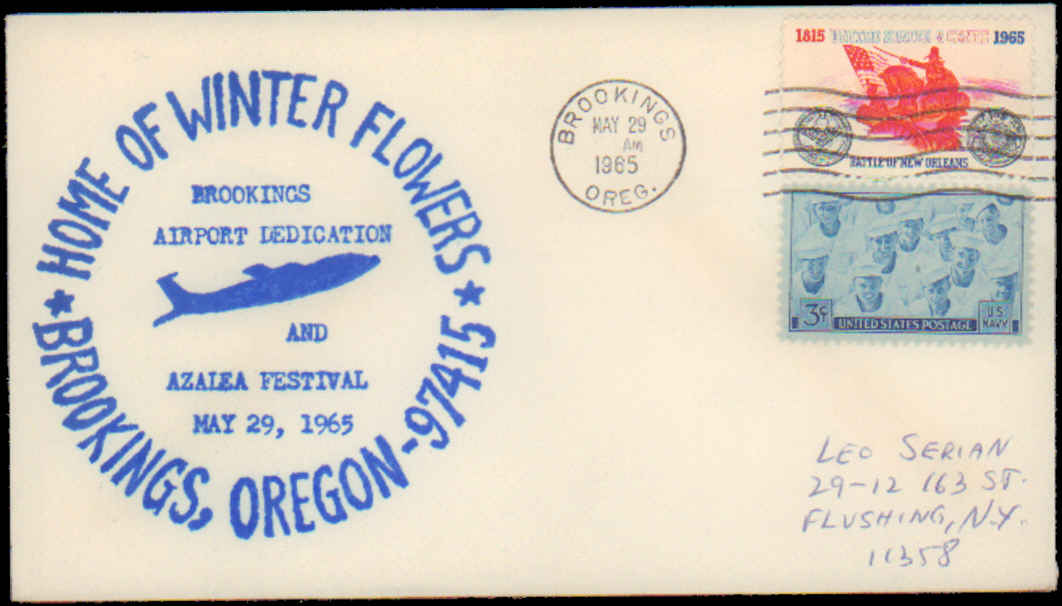 HOME OF WINTER FLOWERS
BROOKINGS
AIRPORT DEDICATION
AND
AZALEA FESTIVAL
MAY 29, 1965
★ BROOKINGS, OREGON-97415 ★
BROOKINGS
MAY 29
AM
1965
OREG.
1815 1965
BATTLE OF NEW ORLEANS
3¢ UNITED STATES POSTAGE U.S. NAVY
LEO SERIAN
29-12 163 ST.
FLUSHING, N.Y.
11358